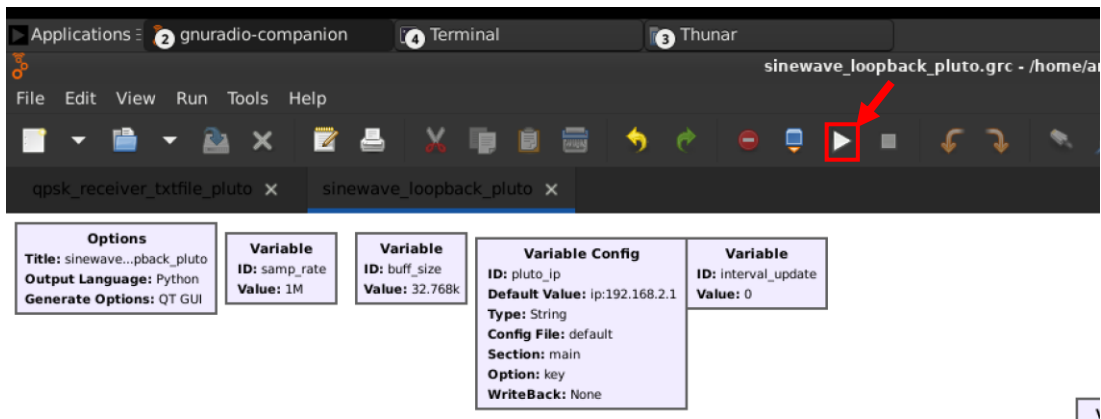 Applications
2 gnuradio-companion
4 Terminal
3 Thunar
sinewave_loopback_pluto.grc - /home/
File Edit View Run Tools Help
qpsk_receiver_txtfile_pluto
sinewave_loopback_pluto
Options
Title: sinewave...pback_pluto
Output Language: Python
Generate Options: QT GUI
Variable
ID: samp_rate
Value: 1M
Variable
ID: buff_size
Value: 32.768k
Variable Config
ID: pluto_ip
Default Value: ip:192.168.2.1
Type: String
Config File: default
Section: main
Option: key
WriteBack: None
Variable
ID: interval_update
Value: 0